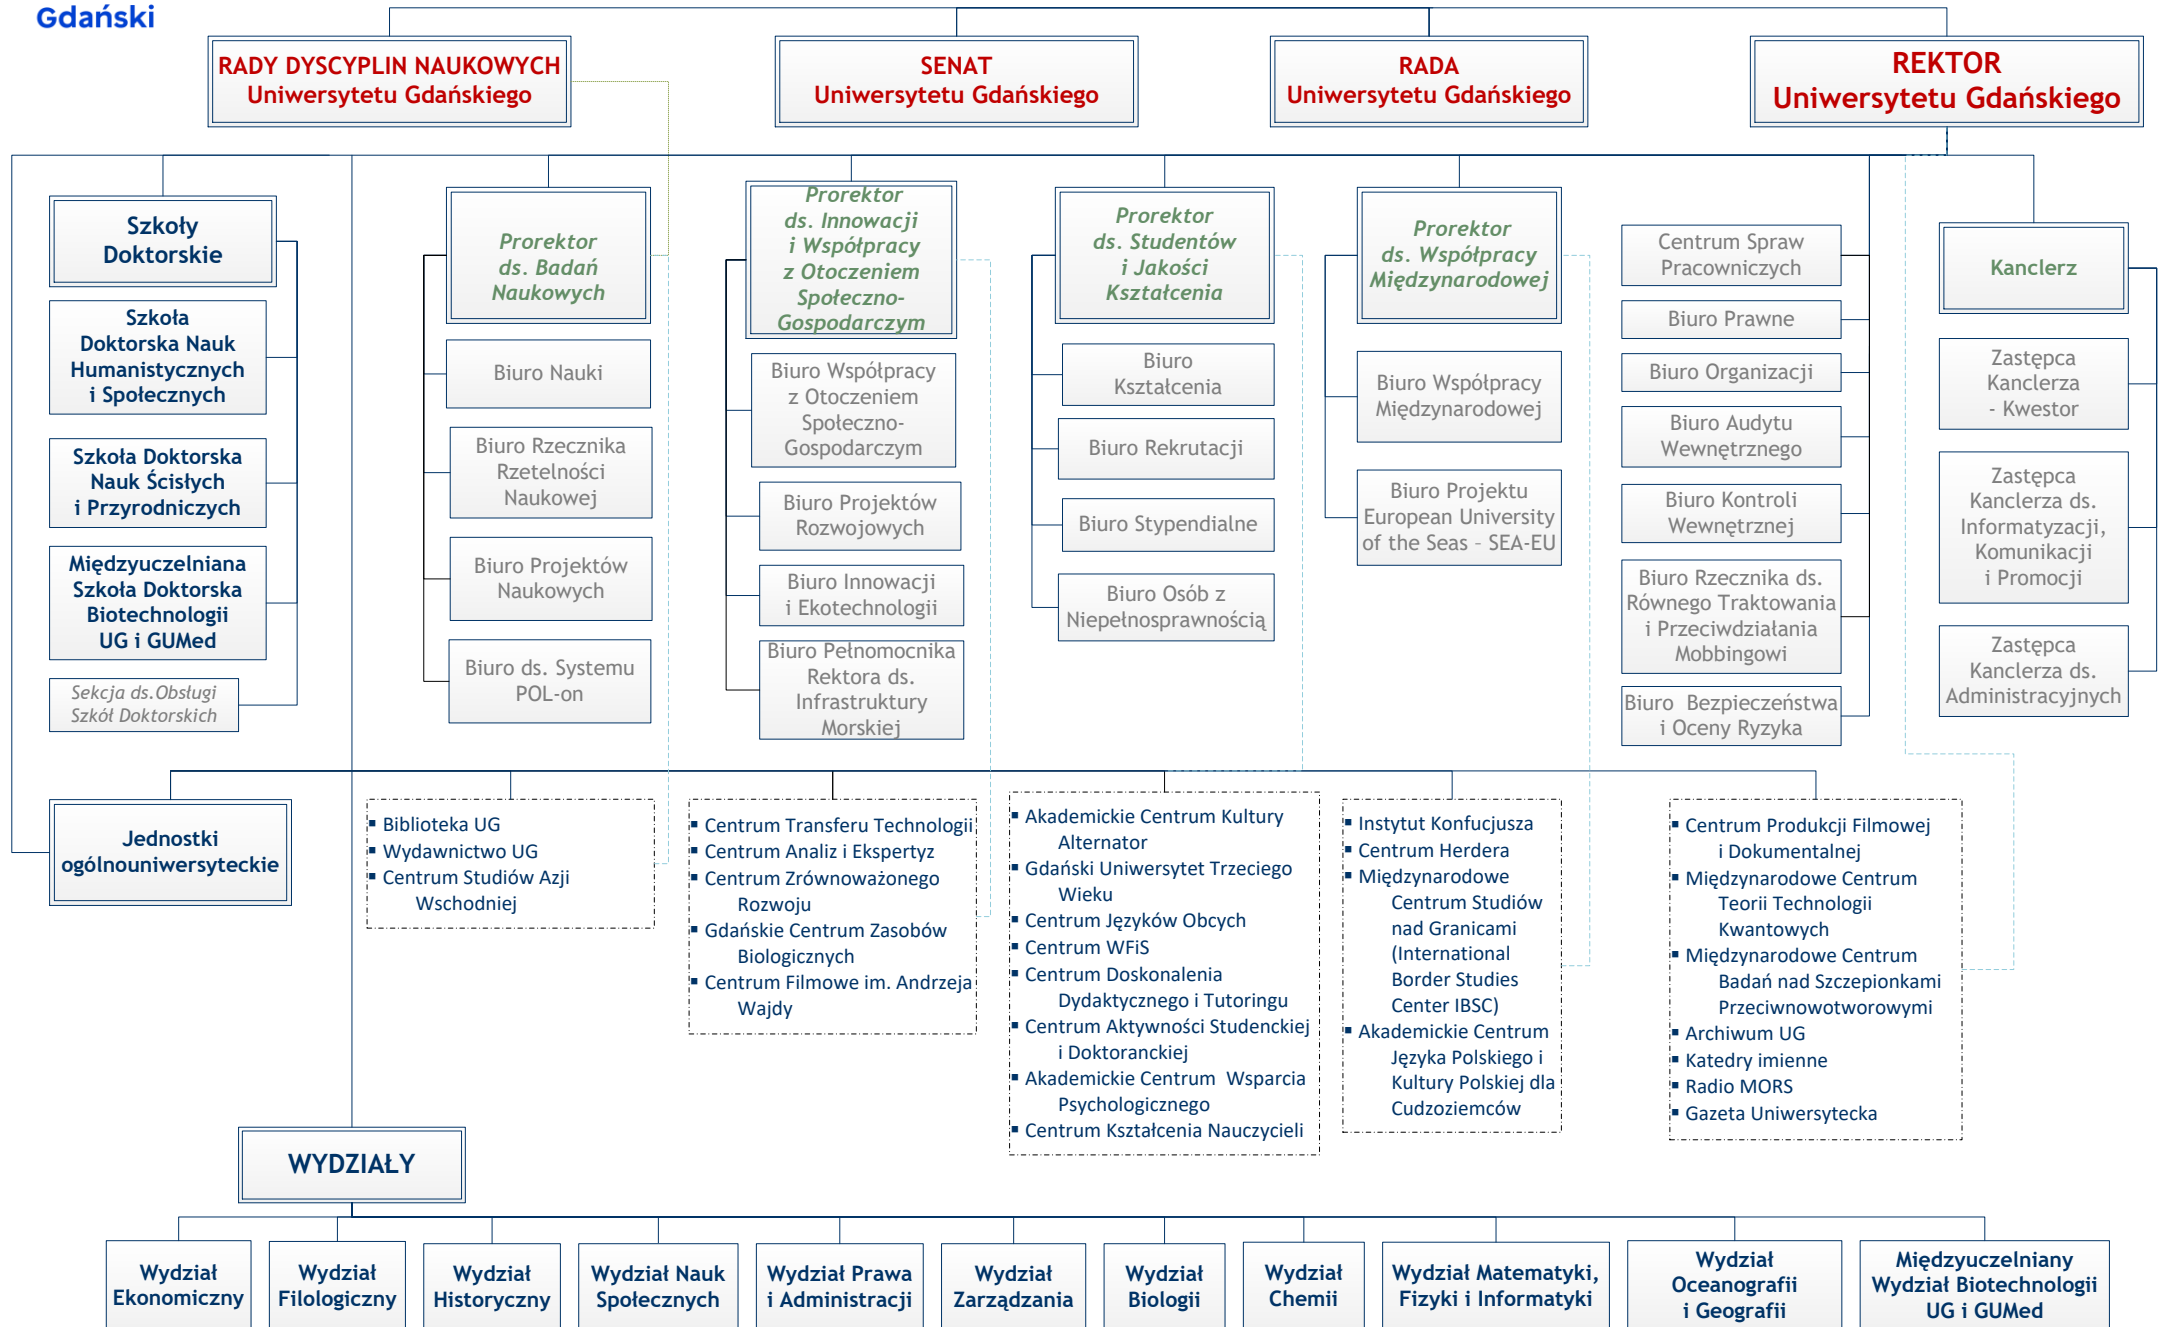 Gdański
RADY DYSCYPLIN NAUKOWYCH
Uniwersytetu Gdańskiego
SENAT
Uniwersytetu Gdańskiego
RADA
Uniwersytetu Gdańskiego
REKTOR
Uniwersytetu Gdańskiego
Szkoły
Doktorskie
Szkoła
Doktorska Nauk
Humanistycznych
i Społecznych
Szkoła Doktorska
Nauk Ścisłych
i Przyrodniczych
Międzyuczelniana
Szkoła Doktorska
Biotechnologii
UG i GUMed
Sekcja ds.Obsługi
Szkół Doktorskich
Prorektor
ds. Badań
Naukowych
Biuro Nauki
Biuro Rzecznika
Rzetelności
Naukowej
Biuro Projektów
Naukowych
Biuro ds. Systemu
POL-on
Prorektor
ds. Innowacji
i Współpracy
z Otoczeniem
Społeczno-
Gospodarczym
Biuro Współpracy
z Otoczeniem
Społeczno-
Gospodarczym
Biuro Projektów
Rozwojowych
Biuro Innowacji
i Ekotechnologii
Biuro Pełnomocnika
Rektora ds.
Infrastruktury
Morskiej
Prorektor
ds. Studentów
i Jakości
Kształcenia
Biuro
Kształcenia
Biuro Rekrutacji
Biuro Stypendialne
Biuro Osób z
Niepełnosprawnością
Prorektor
ds. Współpracy
Międzynarodowej
Biuro Współpracy
Międzynarodowej
Biuro Projektu
European University
of the Seas – SEA-EU
Centrum Spraw
Pracowniczych
Biuro Prawne
Biuro Organizacji
Biuro Audytu
Wewnętrznego
Biuro Kontroli
Wewnętrznej
Biuro Rzecznika ds.
Równego Traktowania
i Przeciwdziałania
Mobbingowi
Biuro Bezpieczeństwa
i Oceny Ryzyka
Kanclerz
Zastępca
Kanclerza
- Kwestor
Zastępca
Kanclerza ds.
Informatyzacji,
Komunikacji
i Promocji
Zastępca
Kanclerza ds.
Administracyjnych
Jednostki
ogólnouniwersyteckie
▪ Biblioteka UG
▪ Wydawnictwo UG
▪ Centrum Studiów Azji
Wschodniej
▪ Centrum Transferu Technologii
▪ Centrum Analiz i Ekspertyz
▪ Centrum Zrównoważonego
Rozwoju
▪ Gdańskie Centrum Zasobów
Biologicznych
▪ Centrum Filmowe im. Andrzeja
Wajdy
▪ Akademickie Centrum Kultury
Alternator
▪ Gdański Uniwersytet Trzeciego
Wieku
▪ Centrum Języków Obcych
▪ Centrum WFiS
▪ Centrum Doskonalenia
Dydaktycznego i Tutoringu
▪ Centrum Aktywności Studenckiej
i Doktoranckiej
▪ Akademickie Centrum Wsparcia
Psychologicznego
▪ Centrum Kształcenia Nauczycieli
▪ Instytut Konfucjusza
▪ Centrum Herdera
▪ Międzynarodowe
Centrum Studiów
nad Granicami
(International
Border Studies
Center IBSC)
▪ Akademickie Centrum
Języka Polskiego i
Kultury Polskiej dla
Cudzoziemców
▪ Centrum Produkcji Filmowej
i Dokumentalnej
▪ Międzynarodowe Centrum
Teorii Technologii
Kwantowych
▪ Międzynarodowe Centrum
Badań nad Szczepionkami
Przeciwnowotworowymi
▪ Archiwum UG
▪ Katedry imienne
▪ Radio MORS
▪ Gazeta Uniwersytecka
WYDZIAŁY
Wydział
Ekonomiczny
Wydział
Filologiczny
Wydział
Historyczny
Wydział Nauk
Społecznych
Wydział Prawa
i Administracji
Wydział
Zarządzania
Wydział
Biologii
Wydział
Chemii
Wydział Matematyki,
Fizyki i Informatyki
Wydział
Oceanografii
i Geografii
Międzyuczelniany
Wydział Biotechnologii
UG i GUMed